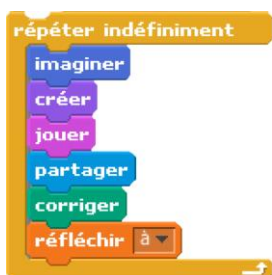 répéter indéfiniment
imaginer
créer
jouer
partager
corriger
réfléchir à